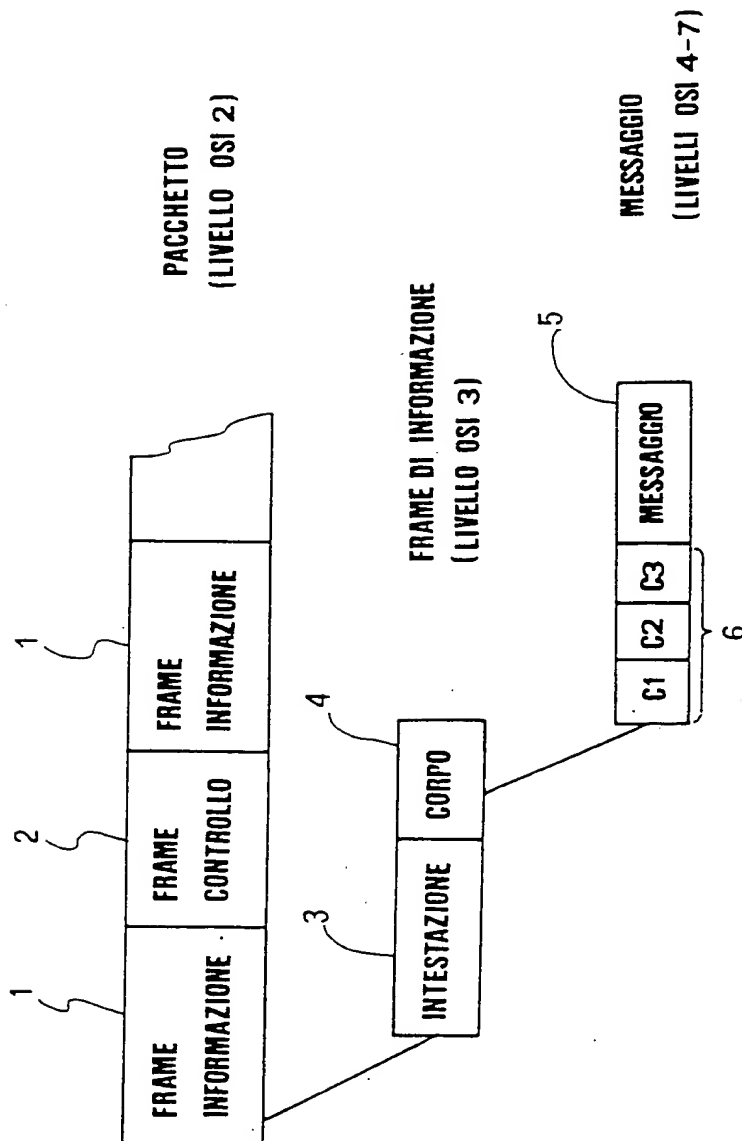 1
2
1
FRAME
INFORMAZIONE
FRAME
CONTROLLO
FRAME
INFORMAZIONE
PACCHETTO
(LIVELLO OSI 2)
3
4
INTESTAZIONE
CORPO
FRAME DI INFORMAZIONE
(LIVELLO OSI 3)
5
C1
C2
C3
MESSAGGIO
6
MESSAGGIO
(LIVELLI OSI 4-7)